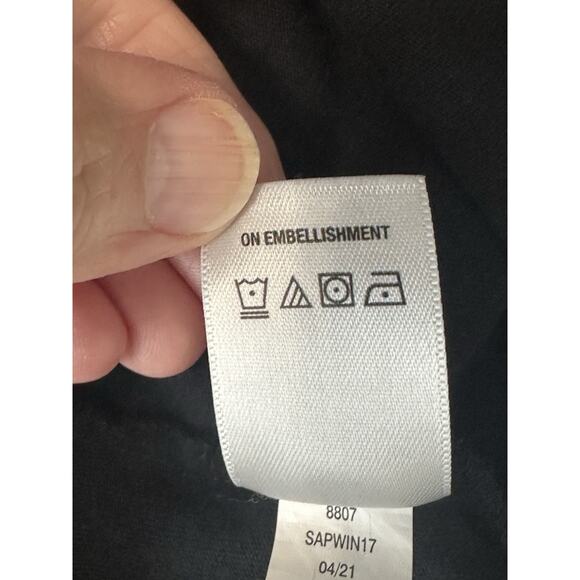 ON EMBELLISHMENT
8807
SAPWIN17
04/21